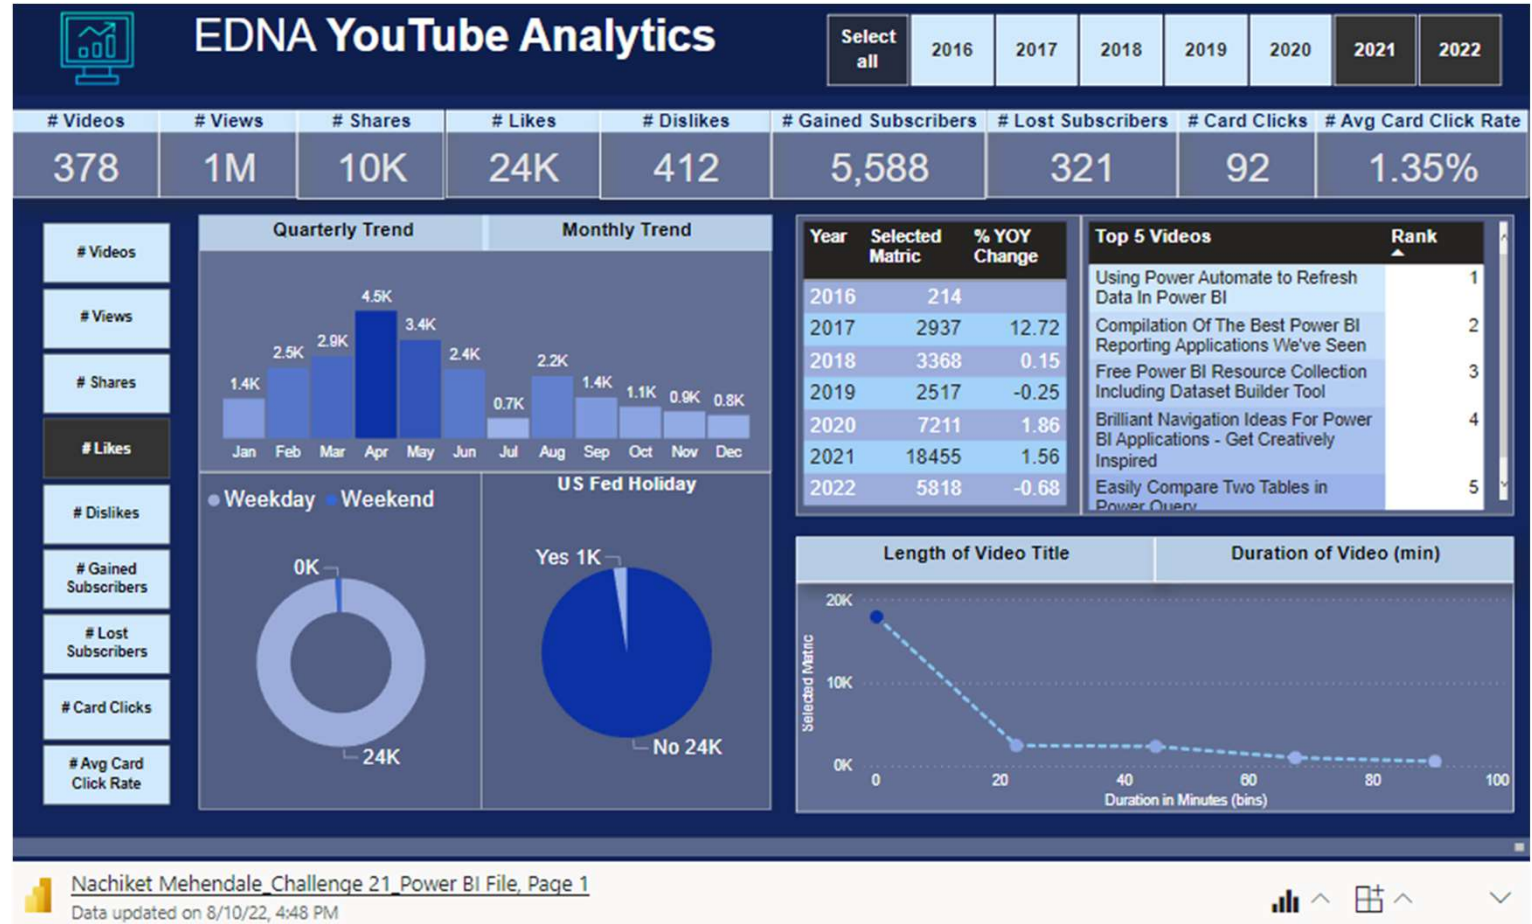 EDNA YouTube Analytics
Select all
2016
2017
2018
2019
2020
2021
2022
# Videos
# Views
# Shares
# Likes
# Dislikes
# Gained Subscribers
# Lost Subscribers
# Card Clicks
# Avg Card Click Rate
378
1M
10K
24K
412
5,588
321
92
1.35%
# Videos
# Views
# Shares
# Likes
# Dislikes
# Gained
Subscribers
# Lost
Subscribers
# Card Clicks
# Avg Card
Click Rate
Quarterly Trend
Monthly Trend
1.4K
2.5K
2.9K
4.5K
3.4K
2.4K
0.7K
2.2K
1.4K
1.1K
0.9K
0.8K
Jan Feb Mar Apr May Jun Jul Aug Sep Oct Nov Dec
Weekday Weekend
0K
24K
US Fed Holiday
Yes 1K
No 24K
Year Selected % YOY
Matric Change
2016 214
2017 2937 12.72
2018 3368 0.15
2019 2517 -0.25
2020 7211 1.86
2021 18455 1.56
2022 5818 -0.68
Top 5 Videos Rank
Using Power Automate to Refresh 1
Data In Power BI
Compilation Of The Best Power BI 2
Reporting Applications We've Seen
Free Power BI Resource Collection 3
Including Dataset Builder Tool
Brilliant Navigation Ideas For Power 4
BI Applications - Get Creatively
Inspired
Easily Compare Two Tables in 5
Power Query
Length of Video Title
Duration of Video (min)
20K
10K
0K
Selected Matric
0 20 40 60 80 100
Duration in Minutes (bins)
Nachiket Mehendale_Challenge 21_Power BI File, Page 1
Data updated on 8/10/22, 4:48 PM